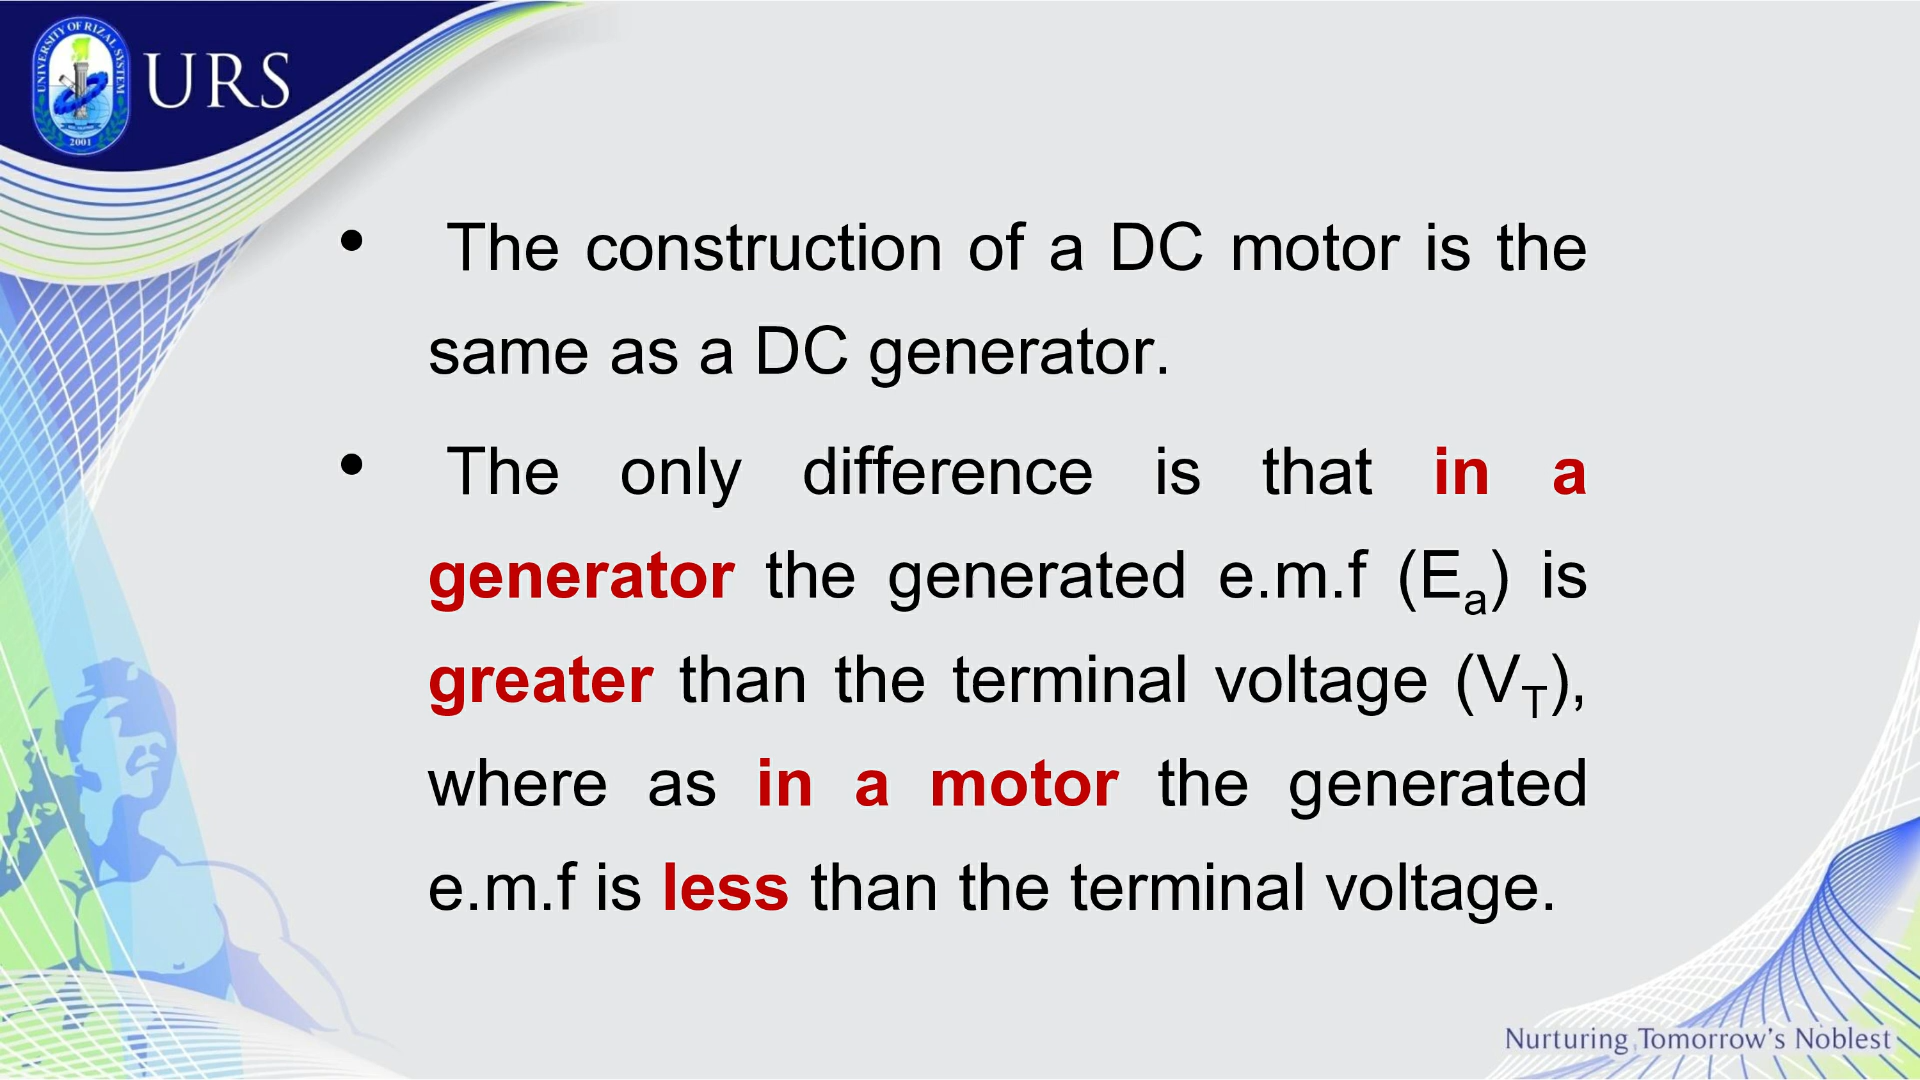 UNIVERSITY OF RIZAL SYSTEM
2001
URS
• The construction of a DC motor is the
same as a DC generator.
• The only difference is that in a
generator the generated e.m.f (Ea) is
greater than the terminal voltage (VT),
where as in a motor the generated
e.m.f is less than the terminal voltage.
Nurturing Tomorrow's Noblest